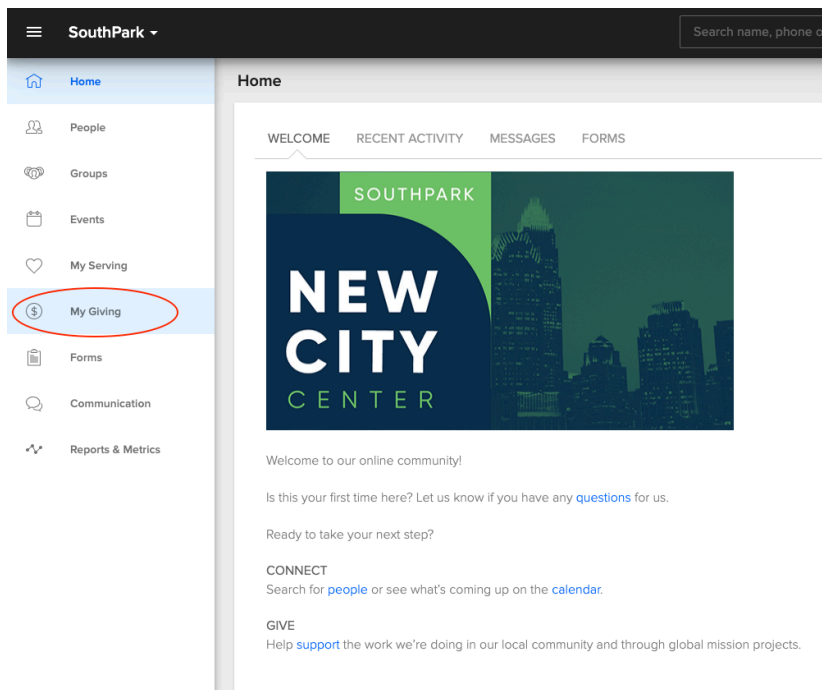 SouthPark
Search name, phone o
Home
People
Groups
Events
My Serving
My Giving
Forms
Communication
Reports & Metrics
Home
WELCOME RECENT ACTIVITY MESSAGES FORMS
SOUTHPARK
NEW
CITY
CENTER
Welcome to our online community!
Is this your first time here? Let us know if you have any questions for us.
Ready to take your next step?
CONNECT
Search for people or see what's coming up on the calendar.
GIVE
Help support the work we're doing in our local community and through global mission projects.